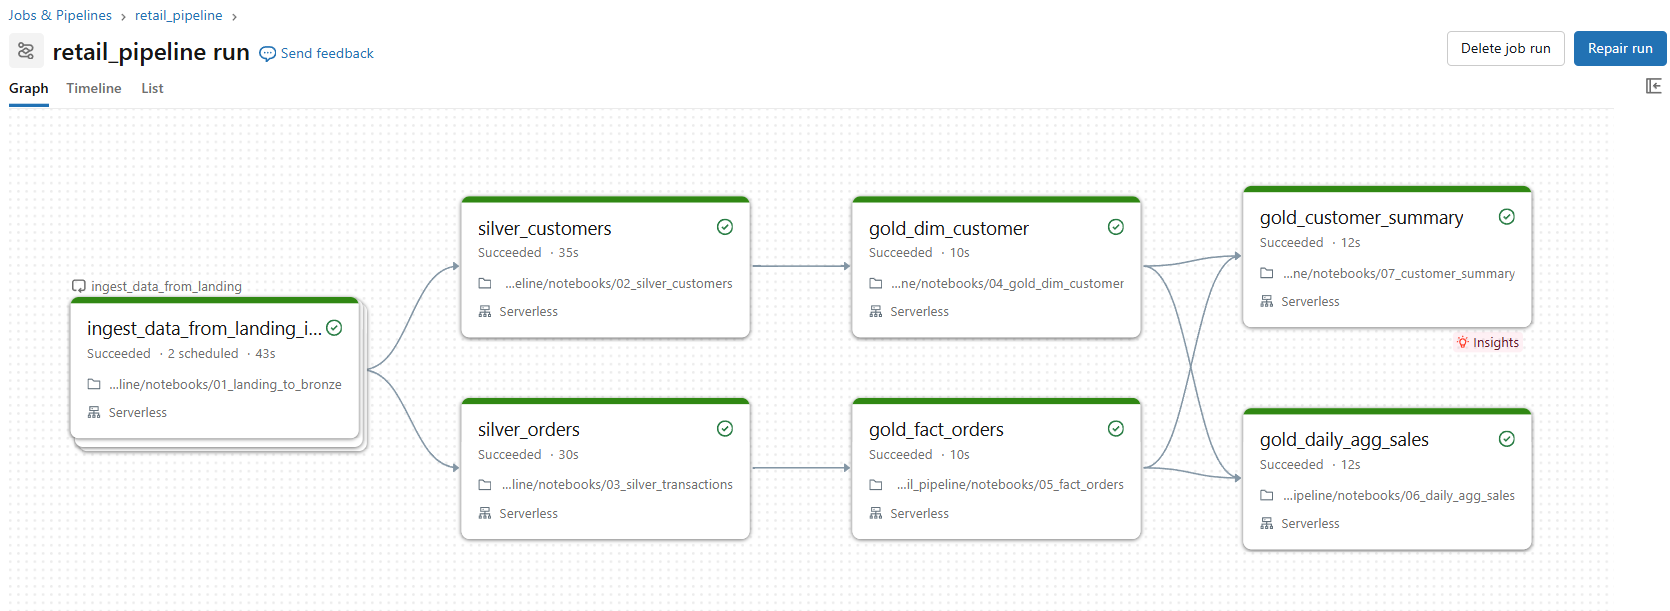 Jobs & Pipelines › retail_pipeline ›
retail_pipeline run Send feedback
Delete job run Repair run
Graph Timeline List
ingest_data_from_landing
ingest_data_from_landing_i...
Succeeded · 2 scheduled · 43s
...line/notebooks/01_landing_to_bronze
Serverless
silver_customers
Succeeded · 35s
...eline/notebooks/02_silver_customers
Serverless
silver_orders
Succeeded · 30s
...line/notebooks/03_silver_transactions
Serverless
gold_dim_customer
Succeeded · 10s
...ne/notebooks/04_gold_dim_customer
Serverless
gold_fact_orders
Succeeded · 10s
...il_pipeline/notebooks/05_fact_orders
Serverless
gold_customer_summary
Succeeded · 12s
...ne/notebooks/07_customer_summary
Serverless
Insights
gold_daily_agg_sales
Succeeded · 12s
...ipeline/notebooks/06_daily_agg_sales
Serverless